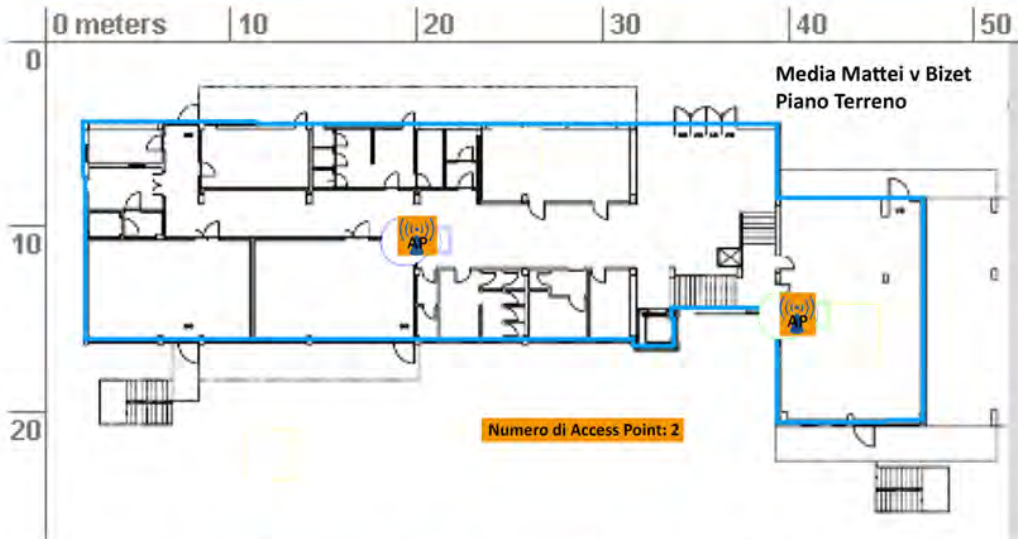 0 meters 10 20 30 40 50
0
Media Mattei v Bizet
Piano Terreno
10
AP
AP
20
Numero di Access Point: 2